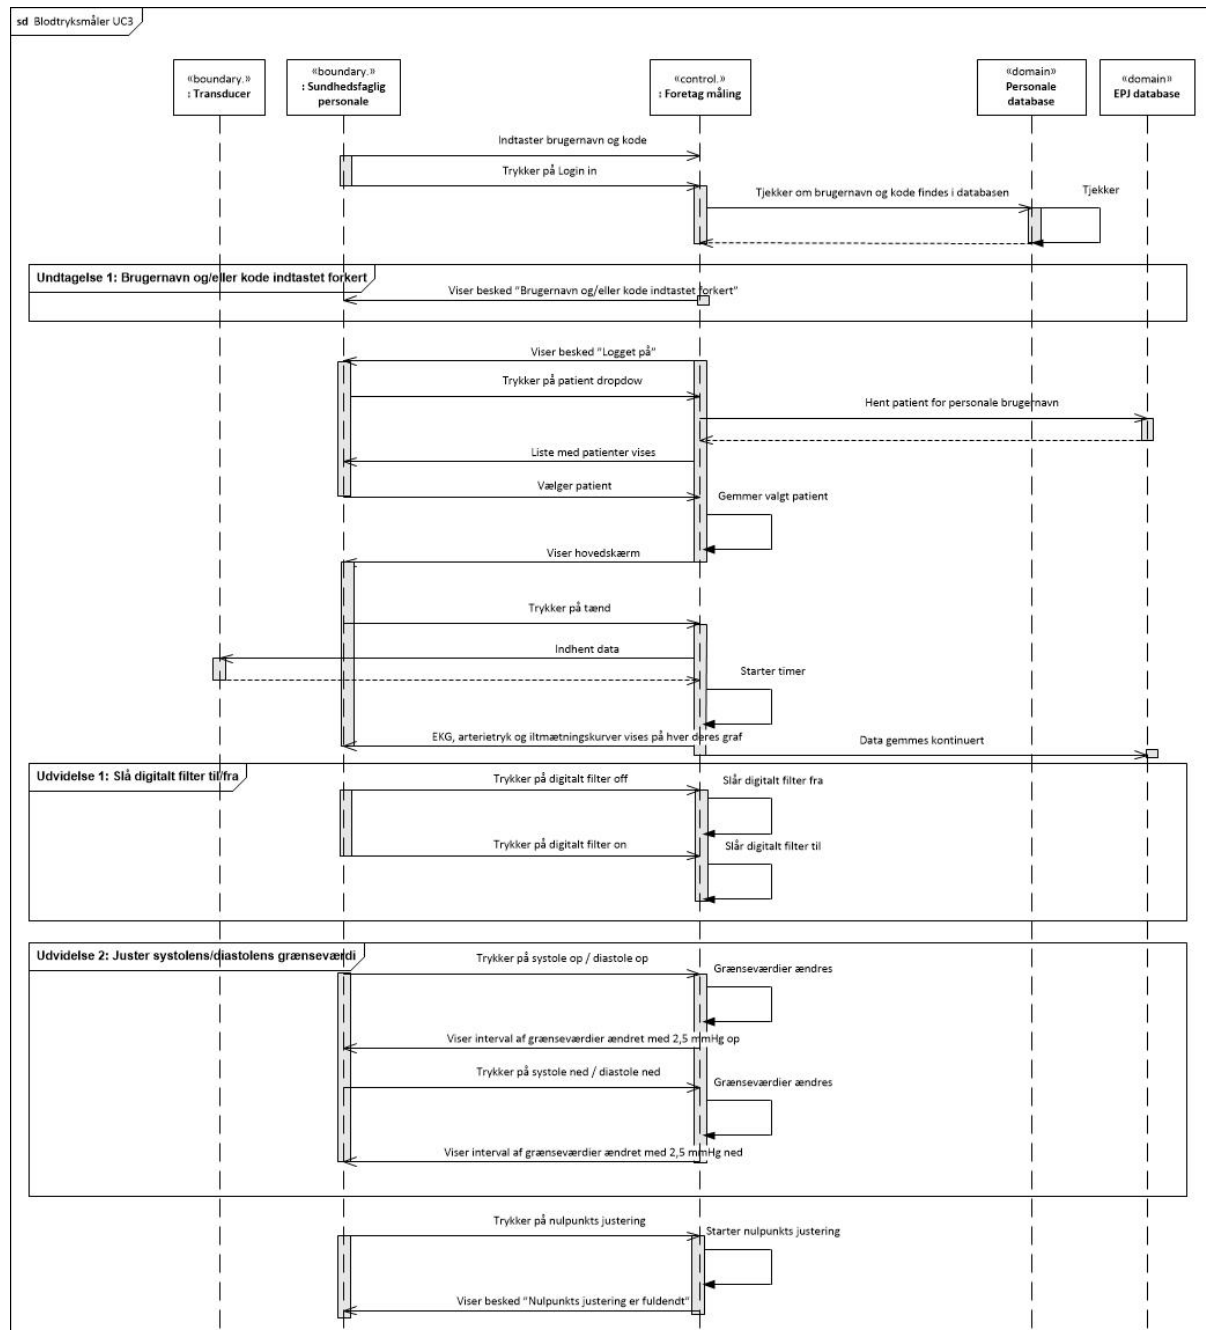 sd Blodtryksmåler UC3
«boundary.»
: Transducer
«boundary.»
: Sundhedsfaglig
personale
«control.»
: Foretag måling
«domain»
Personale
database
«domain»
EPJ database
Indtaster brugernavn og kode
Trykker på Login in
Tjekker om brugernavn og kode findes i databasen
Tjekker
Undtagelse 1: Brugernavn og/eller kode indtastet forkert
Viser besked "Brugernavn og/eller kode indtastet forkert"
Viser besked "Logget på"
Trykker på patient dropdow
Hent patient for personale brugernavn
Liste med patienter vises
Vælger patient
Gemmer valgt patient
Viser hovedskærm
Trykker på tænd
Indhent data
Starter timer
EKG, arterietryk og iltmætningskurver vises på hver deres graf
Data gemmes kontinuert
Udvidelse 1: Slå digitalt filter til/fra
Trykker på digitalt filter off
Slår digitalt filter fra
Trykker på digitalt filter on
Slår digitalt filter til
Udvidelse 2: Juster systolens/diastolens grænseværdi
Trykker på systole op / diastole op
Grænseværdier ændres
Viser interval af grænseværdier ændret med 2,5 mmHg op
Trykker på systole ned / diastole ned
Grænseværdier ændres
Viser interval af grænseværdier ændret med 2,5 mmHg ned
Trykker på nulpunkts justering
Starter nulpunkts justering
Viser besked "Nulpunkts justering er fuldendt"